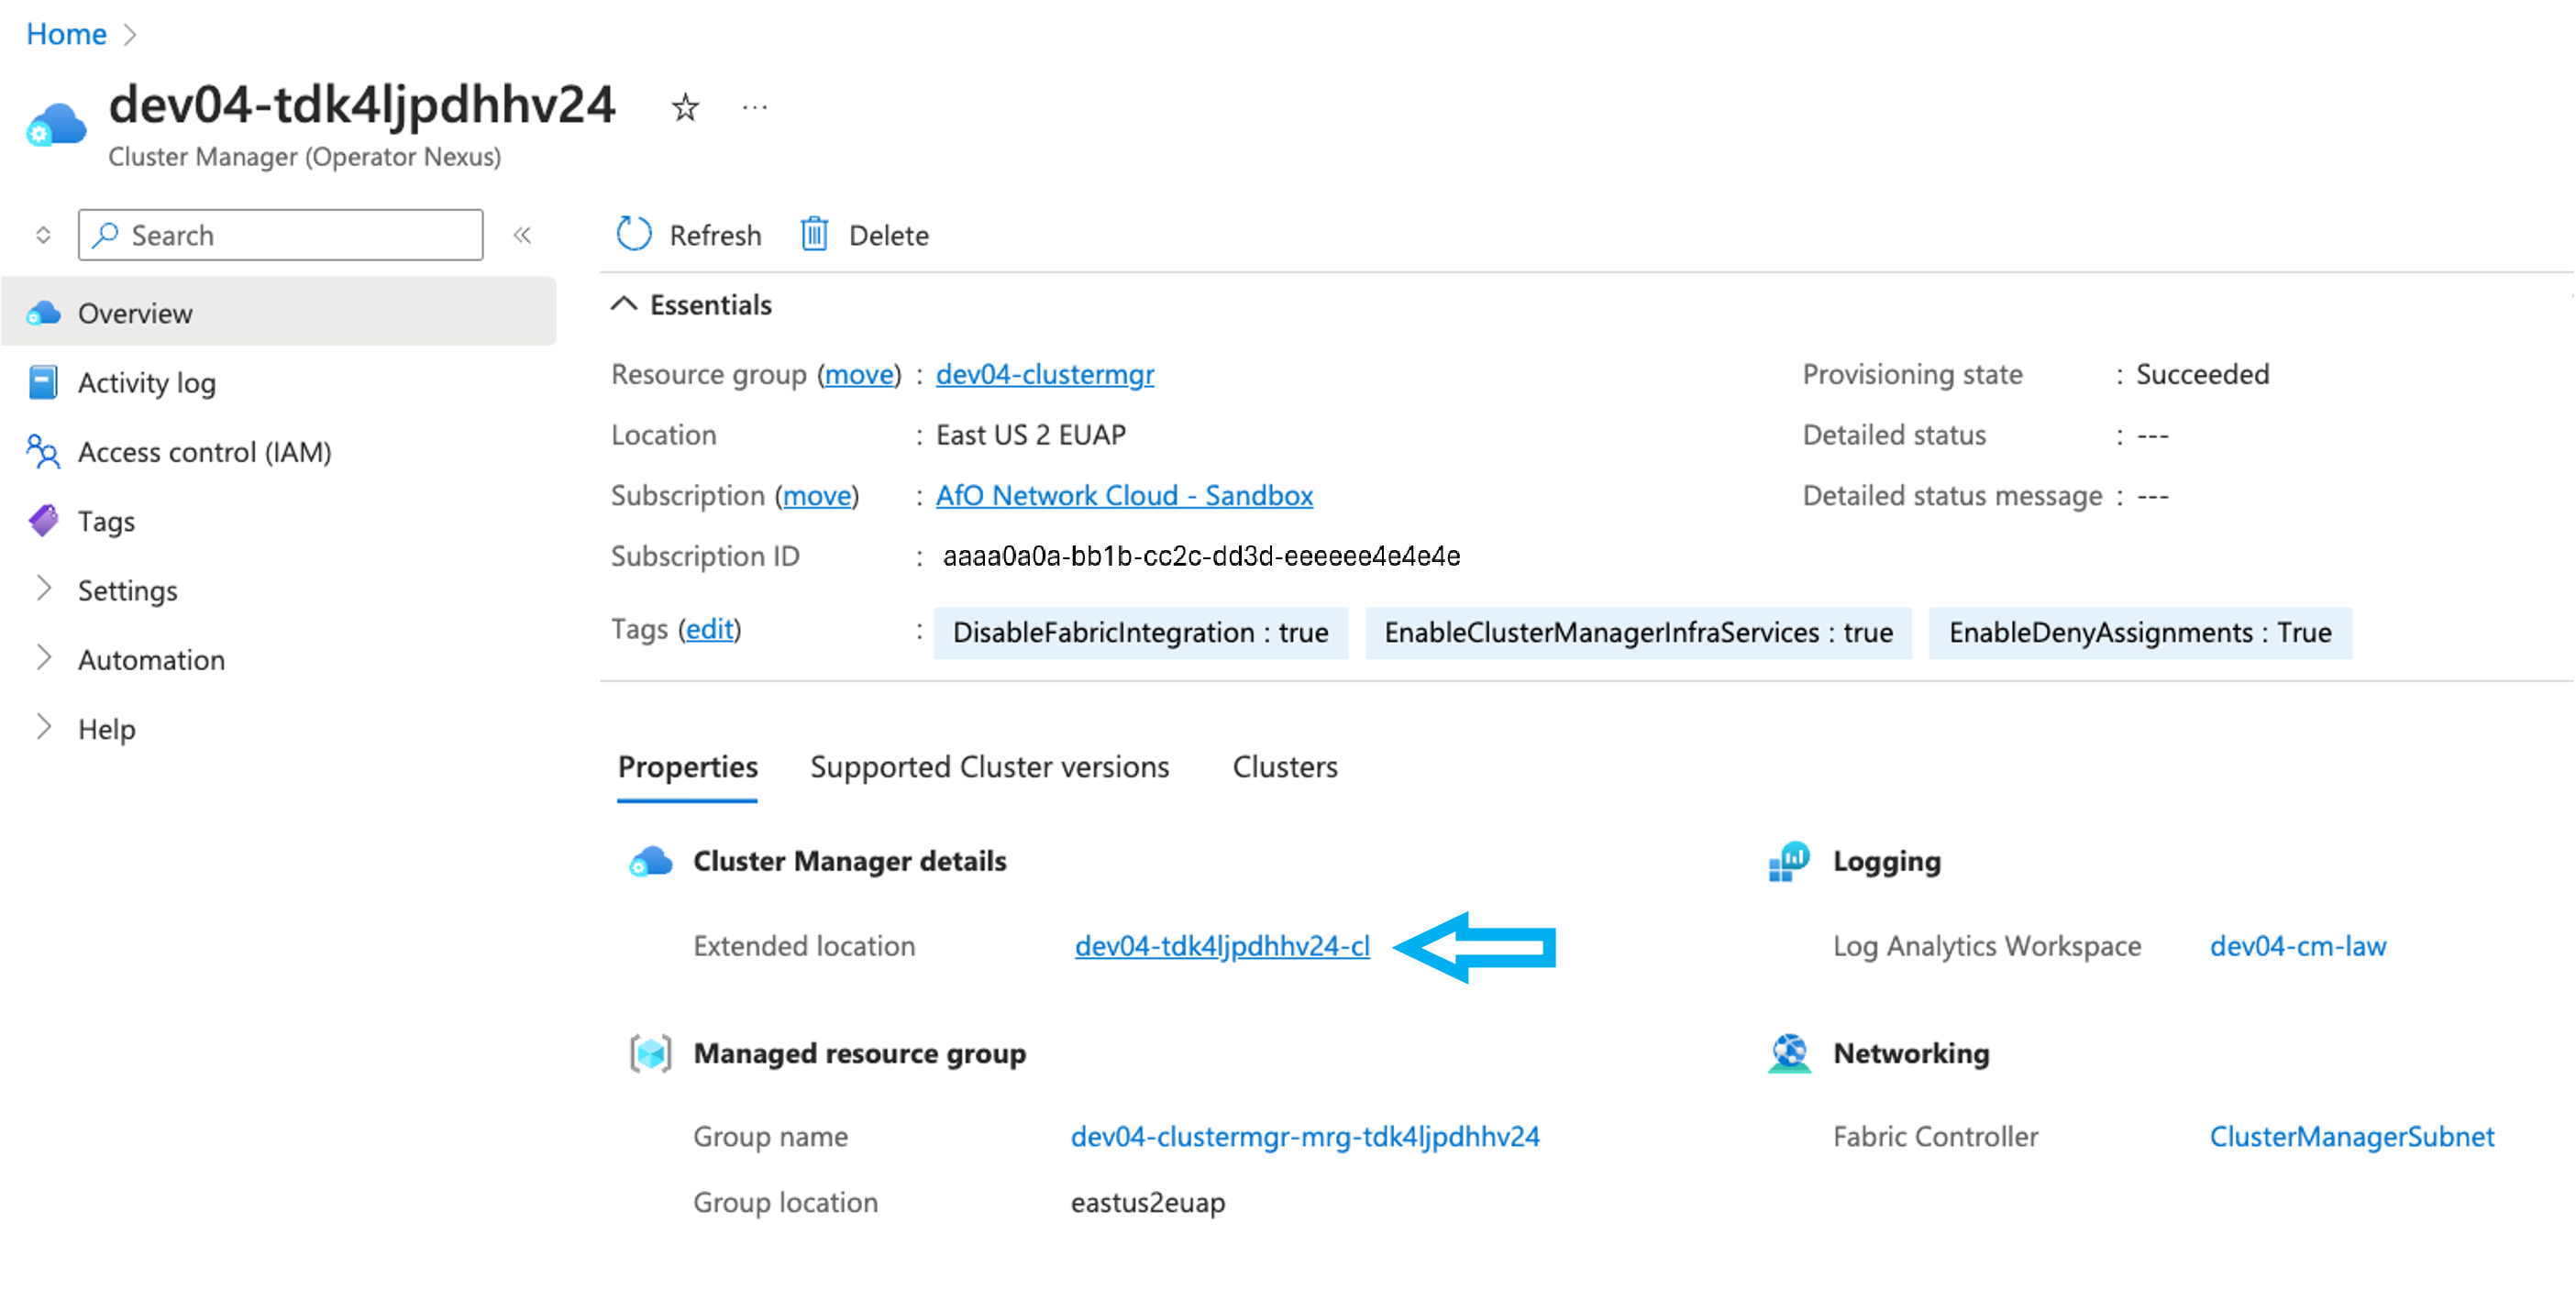 Home
dev04-tdk4ljpdhhv24
Cluster Manager (Operator Nexus)
Search
Refresh Delete
Overview
Activity log
Access control (IAM)
Tags
Settings
Automation
Help
Essentials
Resource group (move) : dev04-clustermgr
Location : East US 2 EUAP
Subscription (move) : AfO Network Cloud - Sandbox
Subscription ID : aaaa0a0a-bb1b-cc2c-dd3d-eeeeee4e4e4e
Provisioning state : Succeeded
Detailed status : ---
Detailed status message : ---
Tags (edit) : DisableFabricIntegration : true EnableClusterManagerInfraServices : true EnableDenyAssignments : True
Properties Supported Cluster versions Clusters
Cluster Manager details
Extended location dev04-tdk4ljpdhhv24-cl
Managed resource group
Group name dev04-clustermgr-mrg-tdk4ljpdhhv24
Group location eastus2euap
Logging
Log Analytics Workspace dev04-cm-law
Networking
Fabric Controller ClusterManagerSubnet